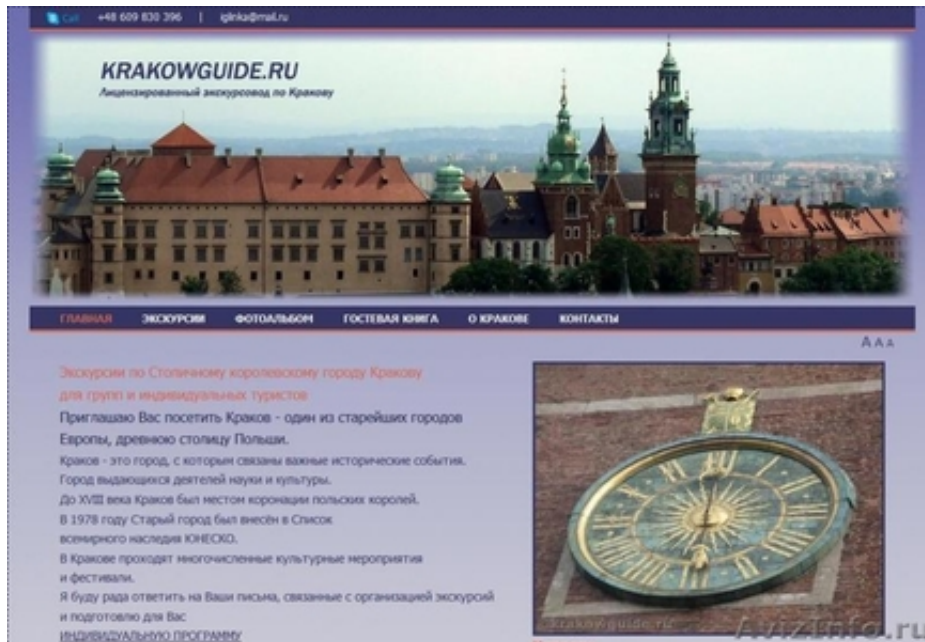 Call +48 609 830 396 | iglinka@mail.ru
KRAKOWGUIDE.RU
Лицензированный экскурсовод по Кракову
ГЛАВНАЯ ЭКСКУРСИИ ФОТОАЛЬБОМ ГОСТЕВАЯ КНИГА О КРАКОВЕ КОНТАКТЫ
A A A
Экскурсии по Столичному королевскому городу Кракову
для групп и индивидуальных туристов
Приглашаю Вас посетить Краков - один из старейших городов
Европы, древнюю столицу Польши.
Краков - это город, с которым связаны важные исторические события.
Город выдающихся деятелей науки и культуры.
До XVIII века Краков был местом коронации польских королей.
В 1978 году Старый город был внесён в Список
всемирного наследия ЮНЕСКО.
В Кракове проходят многочисленные культурные мероприятия
и фестивали.
Я буду рада ответить на Ваши письма, связанные с организацией экскурсий
и подготовлю для Вас
ИНДИВИДУАЛЬНУЮ ПРОГРАММУ
krakowguide.ru
AvizInfo.ru